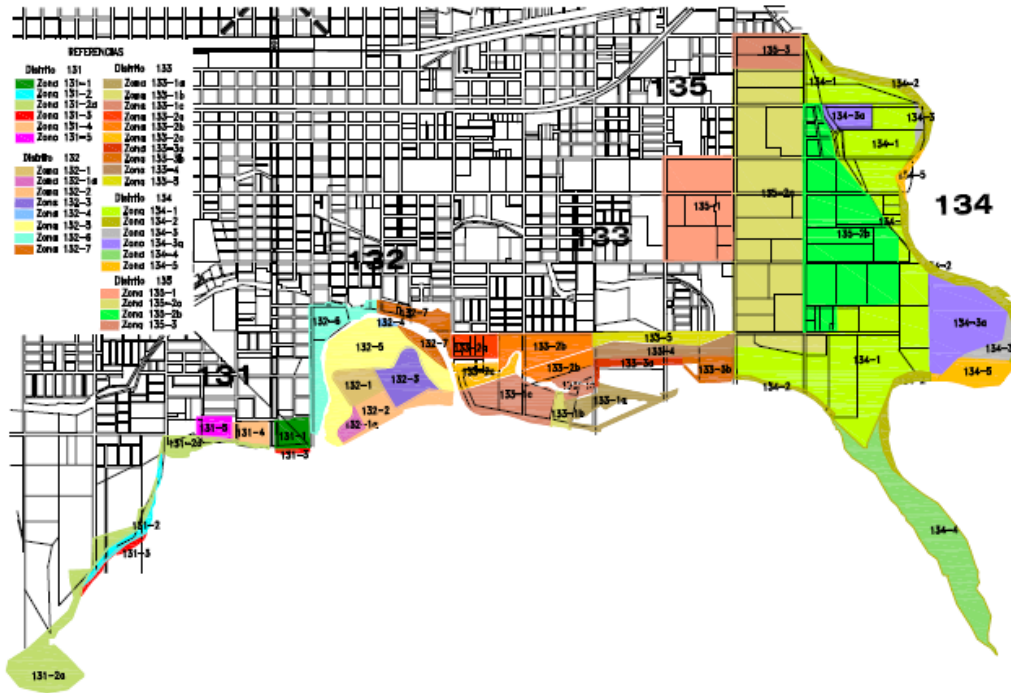 REFERENCIAS
Distrito 131
Zona 131-1
Zona 131-2
Zona 131-2a
Zona 131-3
Zona 131-4
Zona 131-5
Distrito 132
Zona 132-1
Zona 132-1a
Zona 132-2
Zona 132-3
Zona 132-4
Zona 132-5
Zona 132-6
Zona 132-7
Distrito 133
Zona 133-1a
Zona 133-1b
Zona 133-1c
Zona 133-2a
Zona 133-2b
Zona 133-2c
Zona 133-3a
Zona 133-3b
Zona 133-4
Zona 133-5
Distrito 134
Zona 134-1
Zona 134-2
Zona 134-3
Zona 134-3a
Zona 134-4
Zona 134-5
Distrito 135
Zona 135-1
Zona 135-2a
Zona 135-2b
Zona 135-3
135-3
134-1
134-2
135
134-3a
134-3
134-1
134-5
135-2a
134
135-1
135-2b
133
132
134-2
132-7
132-6
132-4
134-3a
132-7
133-2a
133-2b
133-5
132-5
133-4
134-1
133-2c
133-2b
133-3a
133-3b
134-5
131
132-1
132-3
134-2
133-1c
133-1a
132-2
133-1b
132-1a
131-5
131-4
131-1
131-2a
131-3
131-2
134-4
131-3
131-2a